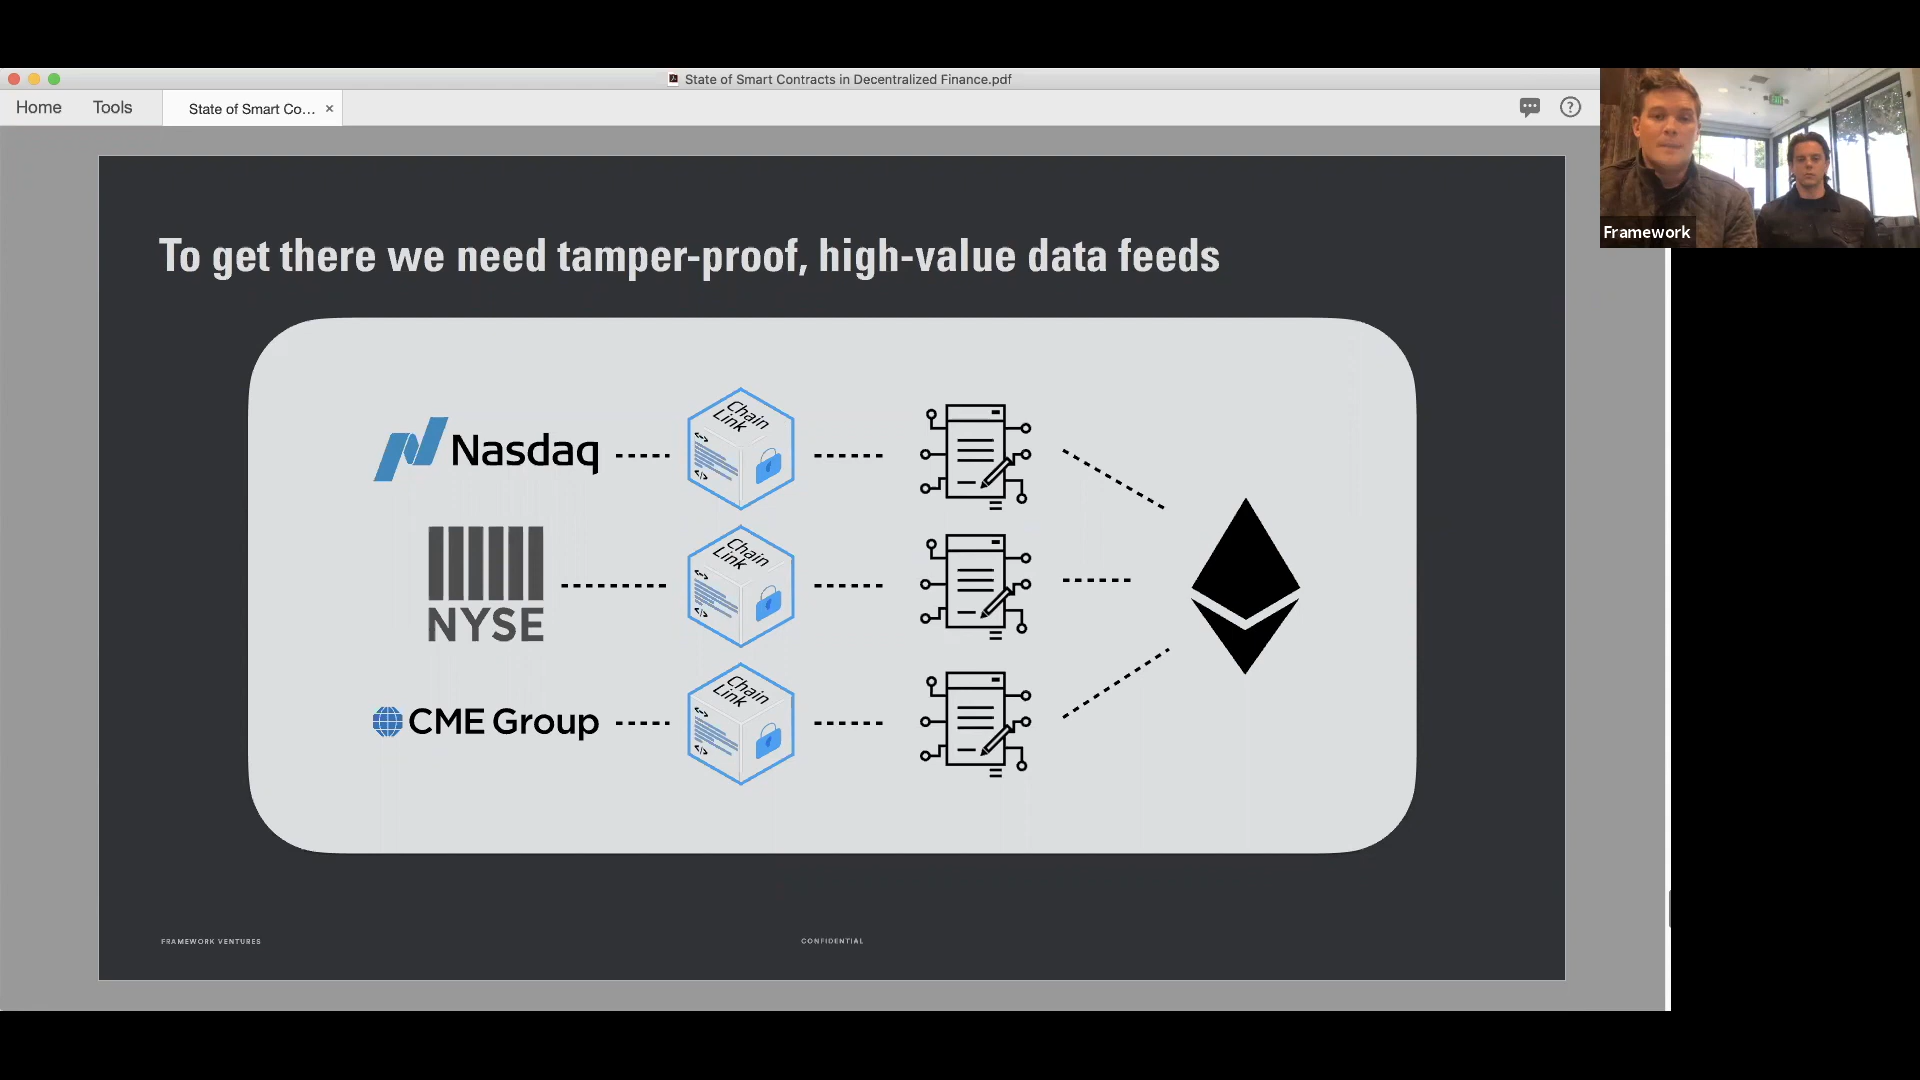 State of Smart Contracts in Decentralized Finance.pdf
Home
Tools
State of Smart Co...
Framework
To get there we need tamper-proof, high-value data feeds
Nasdaq
Chain
Link
NYSE
Chain
Link
CME Group
Chain
Link
FRAMEWORK VENTURES
CONFIDENTIAL